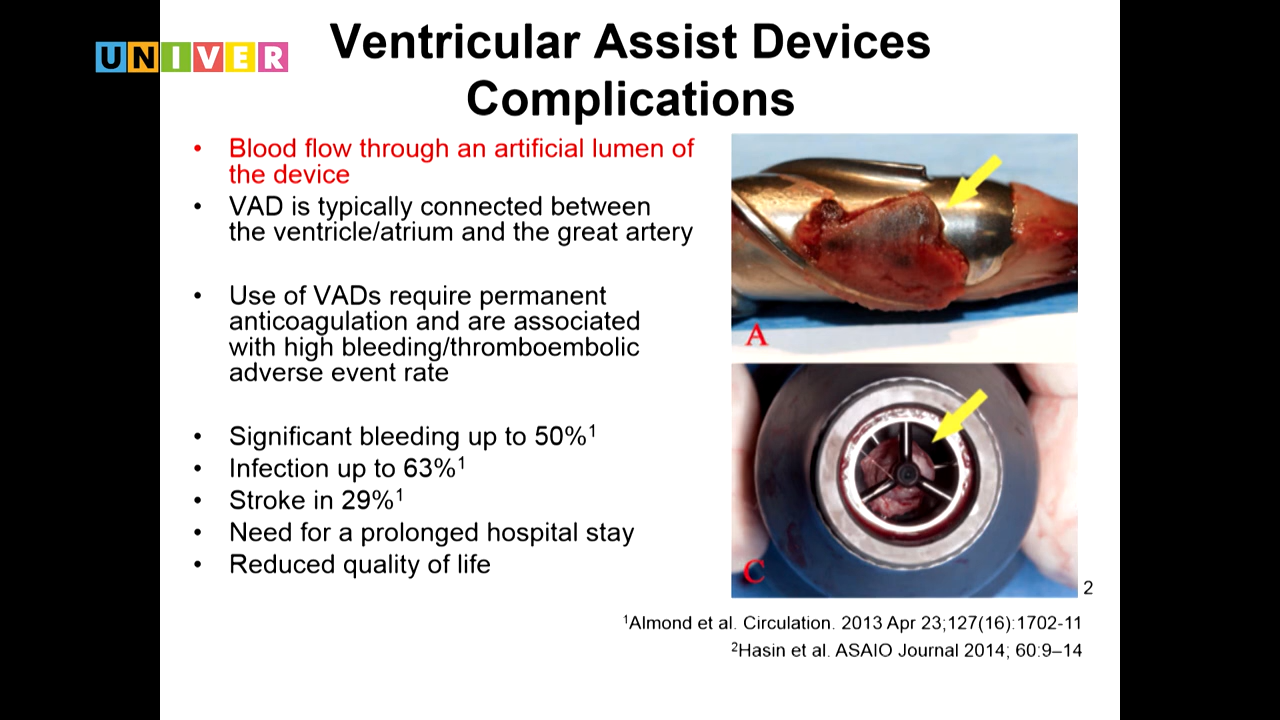 UNIVER
Ventricular Assist Devices
Complications
• Blood flow through an artificial lumen of
the device
• VAD is typically connected between
the ventricle/atrium and the great artery
• Use of VADs require permanent
anticoagulation and are associated
with high bleeding/thromboembolic
adverse event rate
• Significant bleeding up to 50%¹
• Infection up to 63%¹
• Stroke in 29%¹
• Need for a prolonged hospital stay
• Reduced quality of life
A
C
2
¹Almond et al. Circulation. 2013 Apr 23;127(16):1702-11
²Hasin et al. ASAIO Journal 2014; 60:9–14